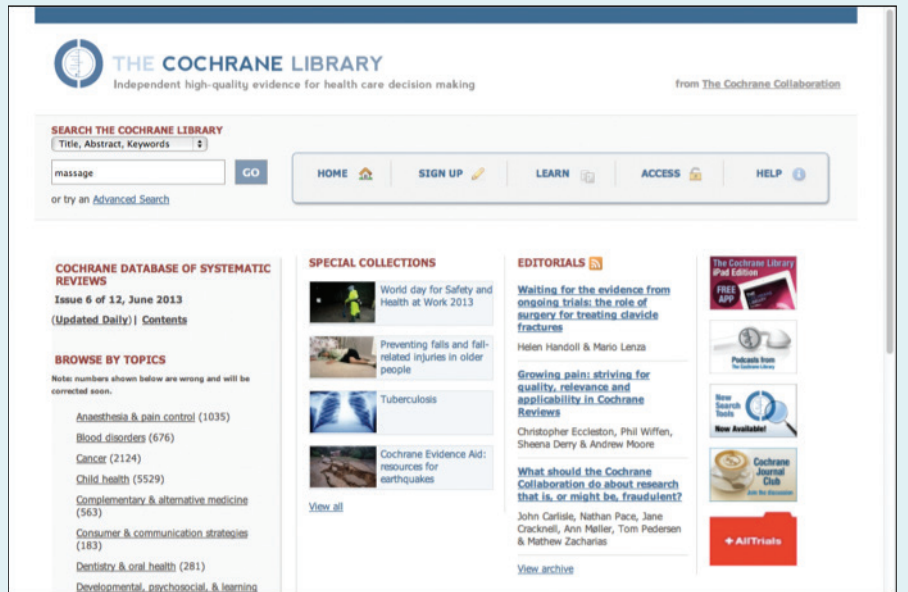 THE COCHRANE LIBRARY
Independent high-quality evidence for health care decision making
from The Cochrane Collaboration
SEARCH THE COCHRANE LIBRARY
Title, Abstract, Keywords
massage
GO
or try an Advanced Search
HOME
SIGN UP
LEARN
ACCESS
HELP
COCHRANE DATABASE OF SYSTEMATIC
REVIEWS
Issue 6 of 12, June 2013
(Updated Daily) | Contents
BROWSE BY TOPICS
Note: numbers shown below are wrong and will be
corrected soon.
Anaesthesia & pain control (1035)
Blood disorders (676)
Cancer (2124)
Child health (5529)
Complementary & alternative medicine
(563)
Consumer & communication strategies
(183)
Dentistry & oral health (281)
Developmental, psychosocial, & learning
SPECIAL COLLECTIONS
World day for Safety and
Health at Work 2013
Preventing falls and fall-
related injuries in older
people
Tuberculosis
Cochrane Evidence Aid:
resources for
earthquakes
View all
EDITORIALS
Waiting for the evidence from
ongoing trials: the role of
surgery for treating clavicle
fractures
Helen Handoll & Mario Lenza
Growing pain: striving for
quality, relevance and
applicability in Cochrane
Reviews
Christopher Eccleston, Phil Wiffen,
Sheena Derry & Andrew Moore
What should the Cochrane
Collaboration do about research
that is, or might be, fraudulent?
John Carlisle, Nathan Pace, Jane
Cracknell, Ann Møller, Tom Pedersen
& Mathew Zacharias
View archive
The Cochrane Library
iPad Edition
FREE
APP
Podcasts from
The Cochrane Library
New
Search
Tools
Now Available!
Cochrane
Journal
Club
Join the discussion
+AllTrials